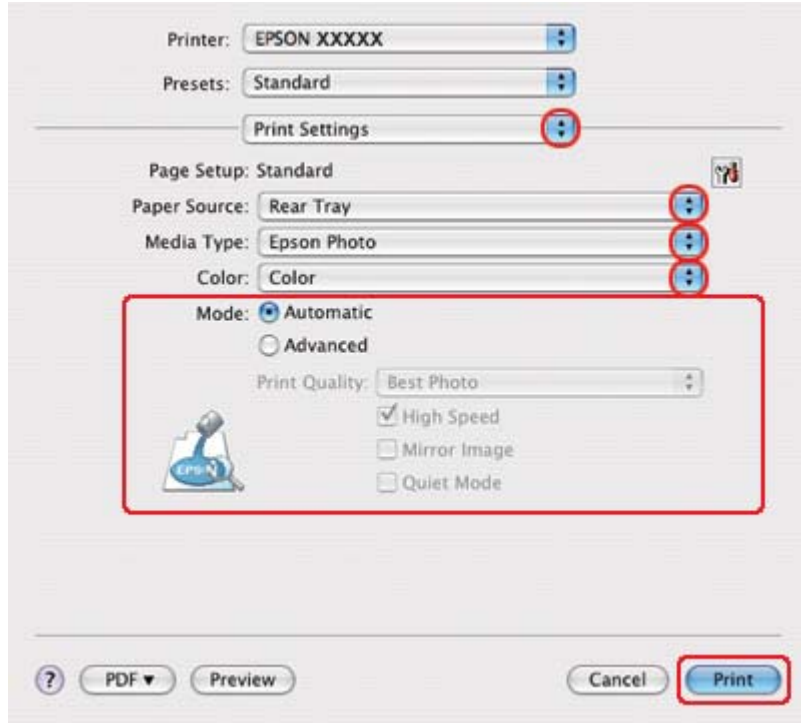 Printer: EPSON XXXXX
Presets: Standard
Print Settings
Page Setup: Standard
Paper Source: Rear Tray
Media Type: Epson Photo
Color: Color
Mode: Automatic
Advanced
Print Quality: Best Photo
High Speed
Mirror Image
EPSON
Quiet Mode
? PDF Preview Cancel Print